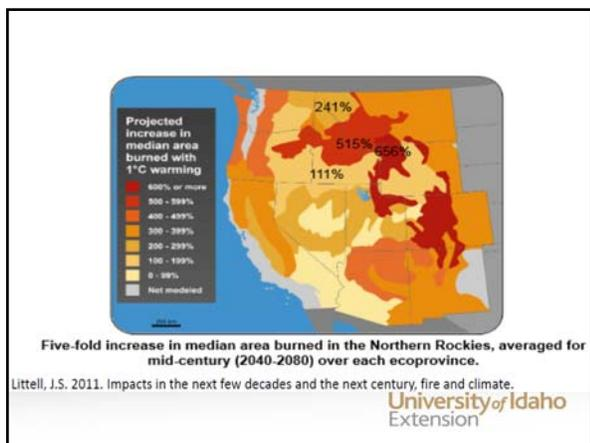 241%
515%
656%
111%
Projected
increase in
median area
burned with
1°C warming
600% or more
500 - 599%
400 - 499%
300 - 399%
200 - 299%
100 - 199%
0 - 99%
Not modeled
Five-fold increase in median area burned in the Northern Rockies, averaged for
mid-century (2040-2080) over each ecoprovince.
Littell, J.S. 2011. Impacts in the next few decades and the next century, fire and climate.
University of Idaho
Extension